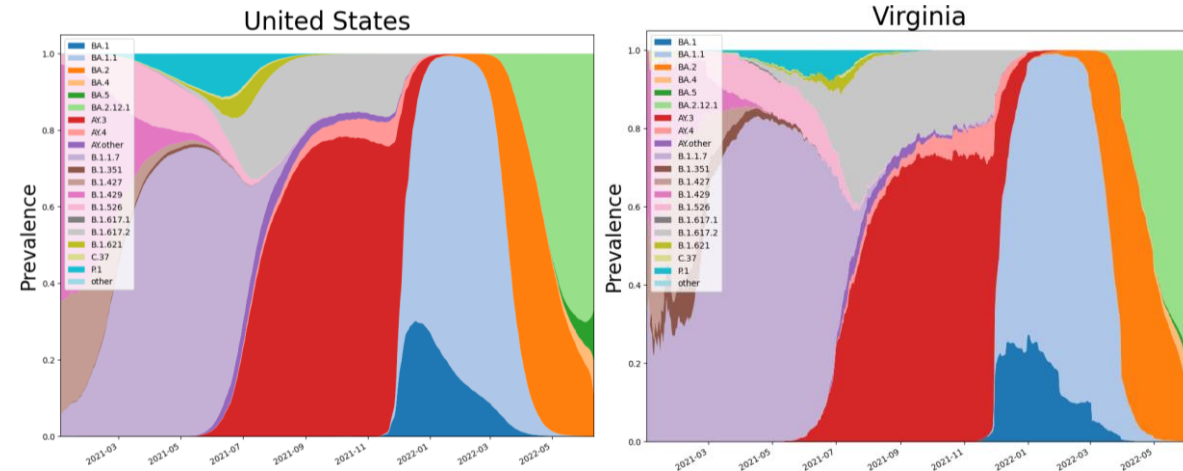 United States
BA.1
BA.1.1
BA.2
BA.4
BA.5
BA.2.12.1
AY.3
AY.4
AY.other
B.1.1.7
B.1.351
B.1.427
B.1.429
B.1.526
B.1.617.1
B.1.617.2
B.1.621
C.37
P.1
other
Prevalence
1.0
0.8
0.6
0.4
0.2
0.0
2021-03
2021-05
2021-07
2021-09
2021-11
2022-01
2022-03
2022-05
Virginia
BA.1
BA.1.1
BA.2
BA.4
BA.5
BA.2.12.1
AY.3
AY.4
AY.other
B.1.1.7
B.1.351
B.1.427
B.1.429
B.1.526
B.1.617.1
B.1.617.2
B.1.621
C.37
P.1
other
Prevalence
1.0
0.8
0.6
0.4
0.2
0.0
2021-03
2021-05
2021-07
2021-09
2021-11
2022-01
2022-03
2022-05